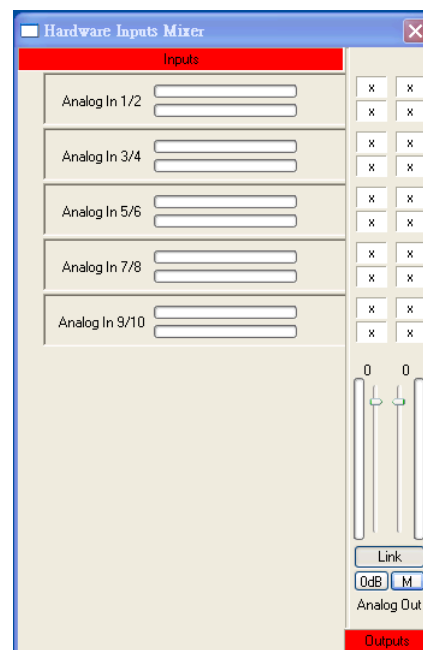 Hardware Inputs Mixer
Inputs
Analog In 1/2
x x
x x
Analog In 3/4
x x
x x
Analog In 5/6
x x
x x
Analog In 7/8
x x
x x
Analog In 9/10
x x
x x
0 0
Link
0dB M
Analog Out
Outputs